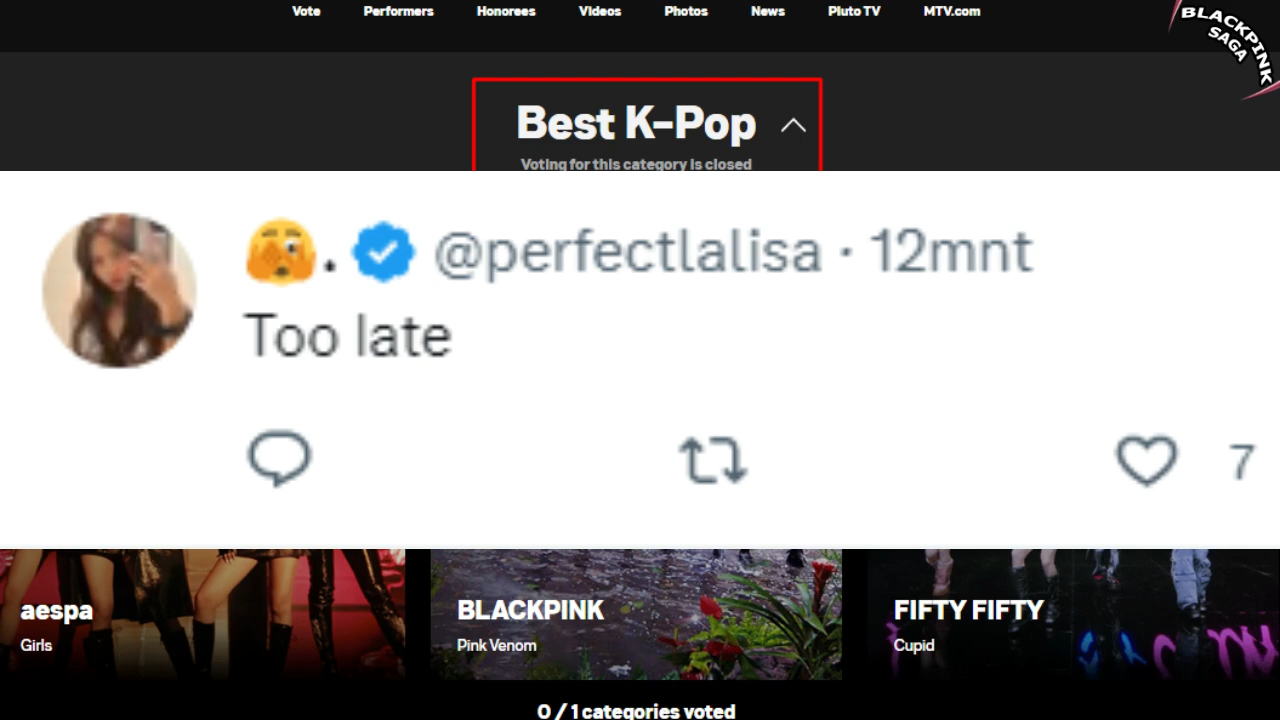 Vote Performers Honorees Videos Photos News Pluto TV MTV.com
BLACKPINK
SAGA
Best K-Pop
Voting for this category is closed
. @perfectlalisa · 12mnt
Too late
7
aespa
Girls
BLACKPINK
Pink Venom
FIFTY FIFTY
Cupid
0 / 1 categories voted